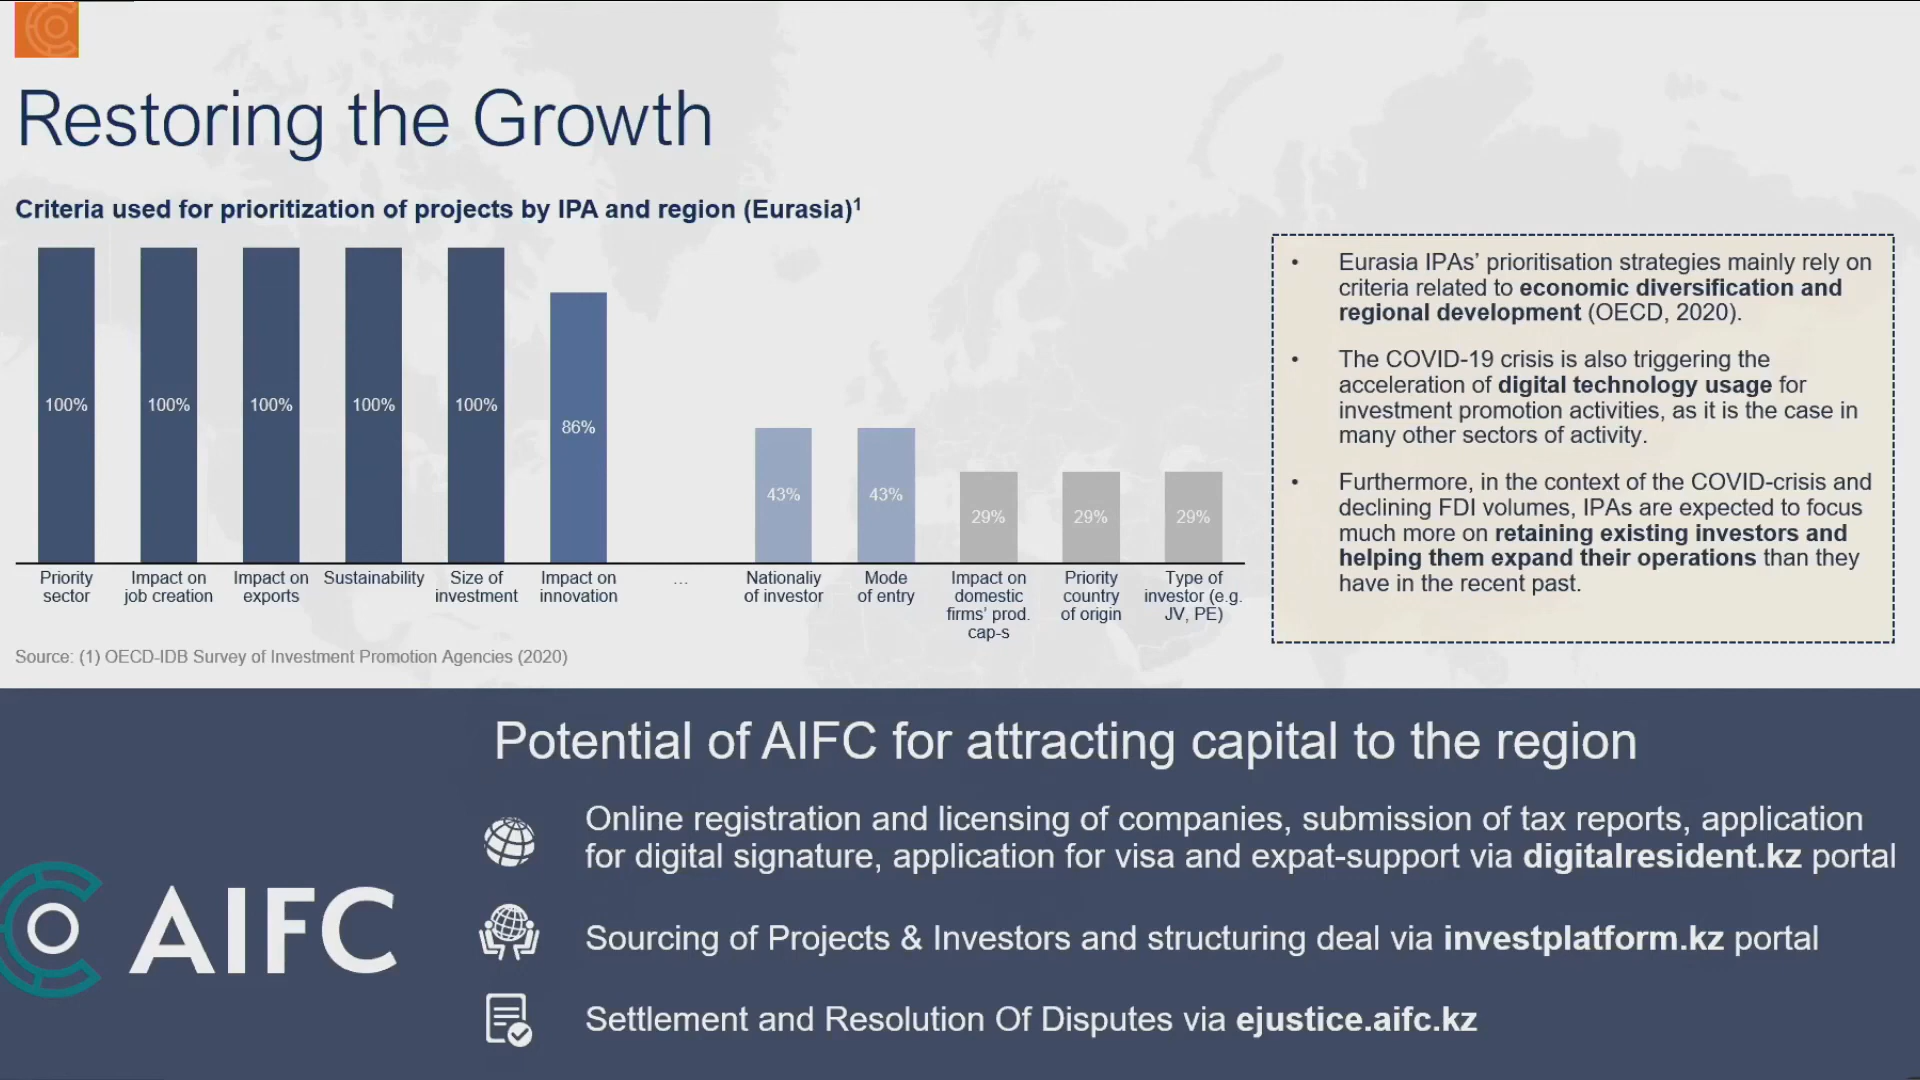 Restoring the Growth
Criteria used for prioritization of projects by IPA and region (Eurasia)¹
100%
100%
100%
100%
100%
86%
43%
43%
29%
29%
29%
Priority
sector
Impact on
job creation
Impact on
exports
Sustainability
Size of
investment
Impact on
innovation
...
Nationaliy
of investor
Mode
of entry
Impact on
domestic
firms' prod.
cap-s
Priority
country
of origin
Type of
investor (e.g.
JV, PE)
Source: (1) OECD-IDB Survey of Investment Promotion Agencies (2020)
• Eurasia IPAs' prioritisation strategies mainly rely on
criteria related to economic diversification and
regional development (OECD, 2020).
• The COVID-19 crisis is also triggering the
acceleration of digital technology usage for
investment promotion activities, as it is the case in
many other sectors of activity.
• Furthermore, in the context of the COVID-crisis and
declining FDI volumes, IPAs are expected to focus
much more on retaining existing investors and
helping them expand their operations than they
have in the recent past.
AIFC
Potential of AIFC for attracting capital to the region
Online registration and licensing of companies, submission of tax reports, application
for digital signature, application for visa and expat-support via digitalresident.kz portal
Sourcing of Projects & Investors and structuring deal via investplatform.kz portal
Settlement and Resolution Of Disputes via ejustice.aifc.kz